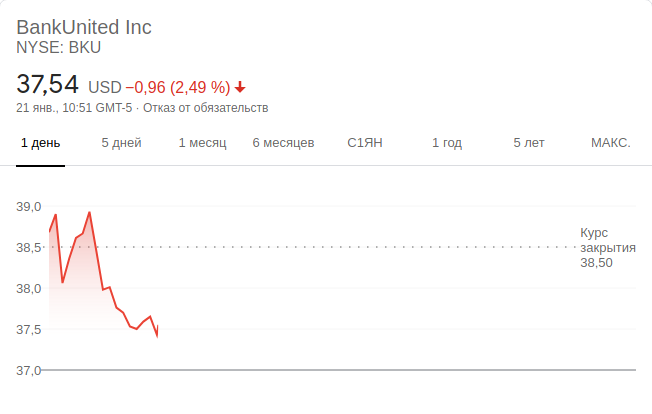 BankUnited Inc
NYSE: BKU
37,54 USD −0,96 (2,49 %)
21 янв., 10:51 GMT-5 · Отказ от обязательств
1 день 5 дней 1 месяц 6 месяцев С1ЯН 1 год 5 лет МАКС.
39,0
Курс
38,5 закрытия
38,50
38,0
37,5
37,0